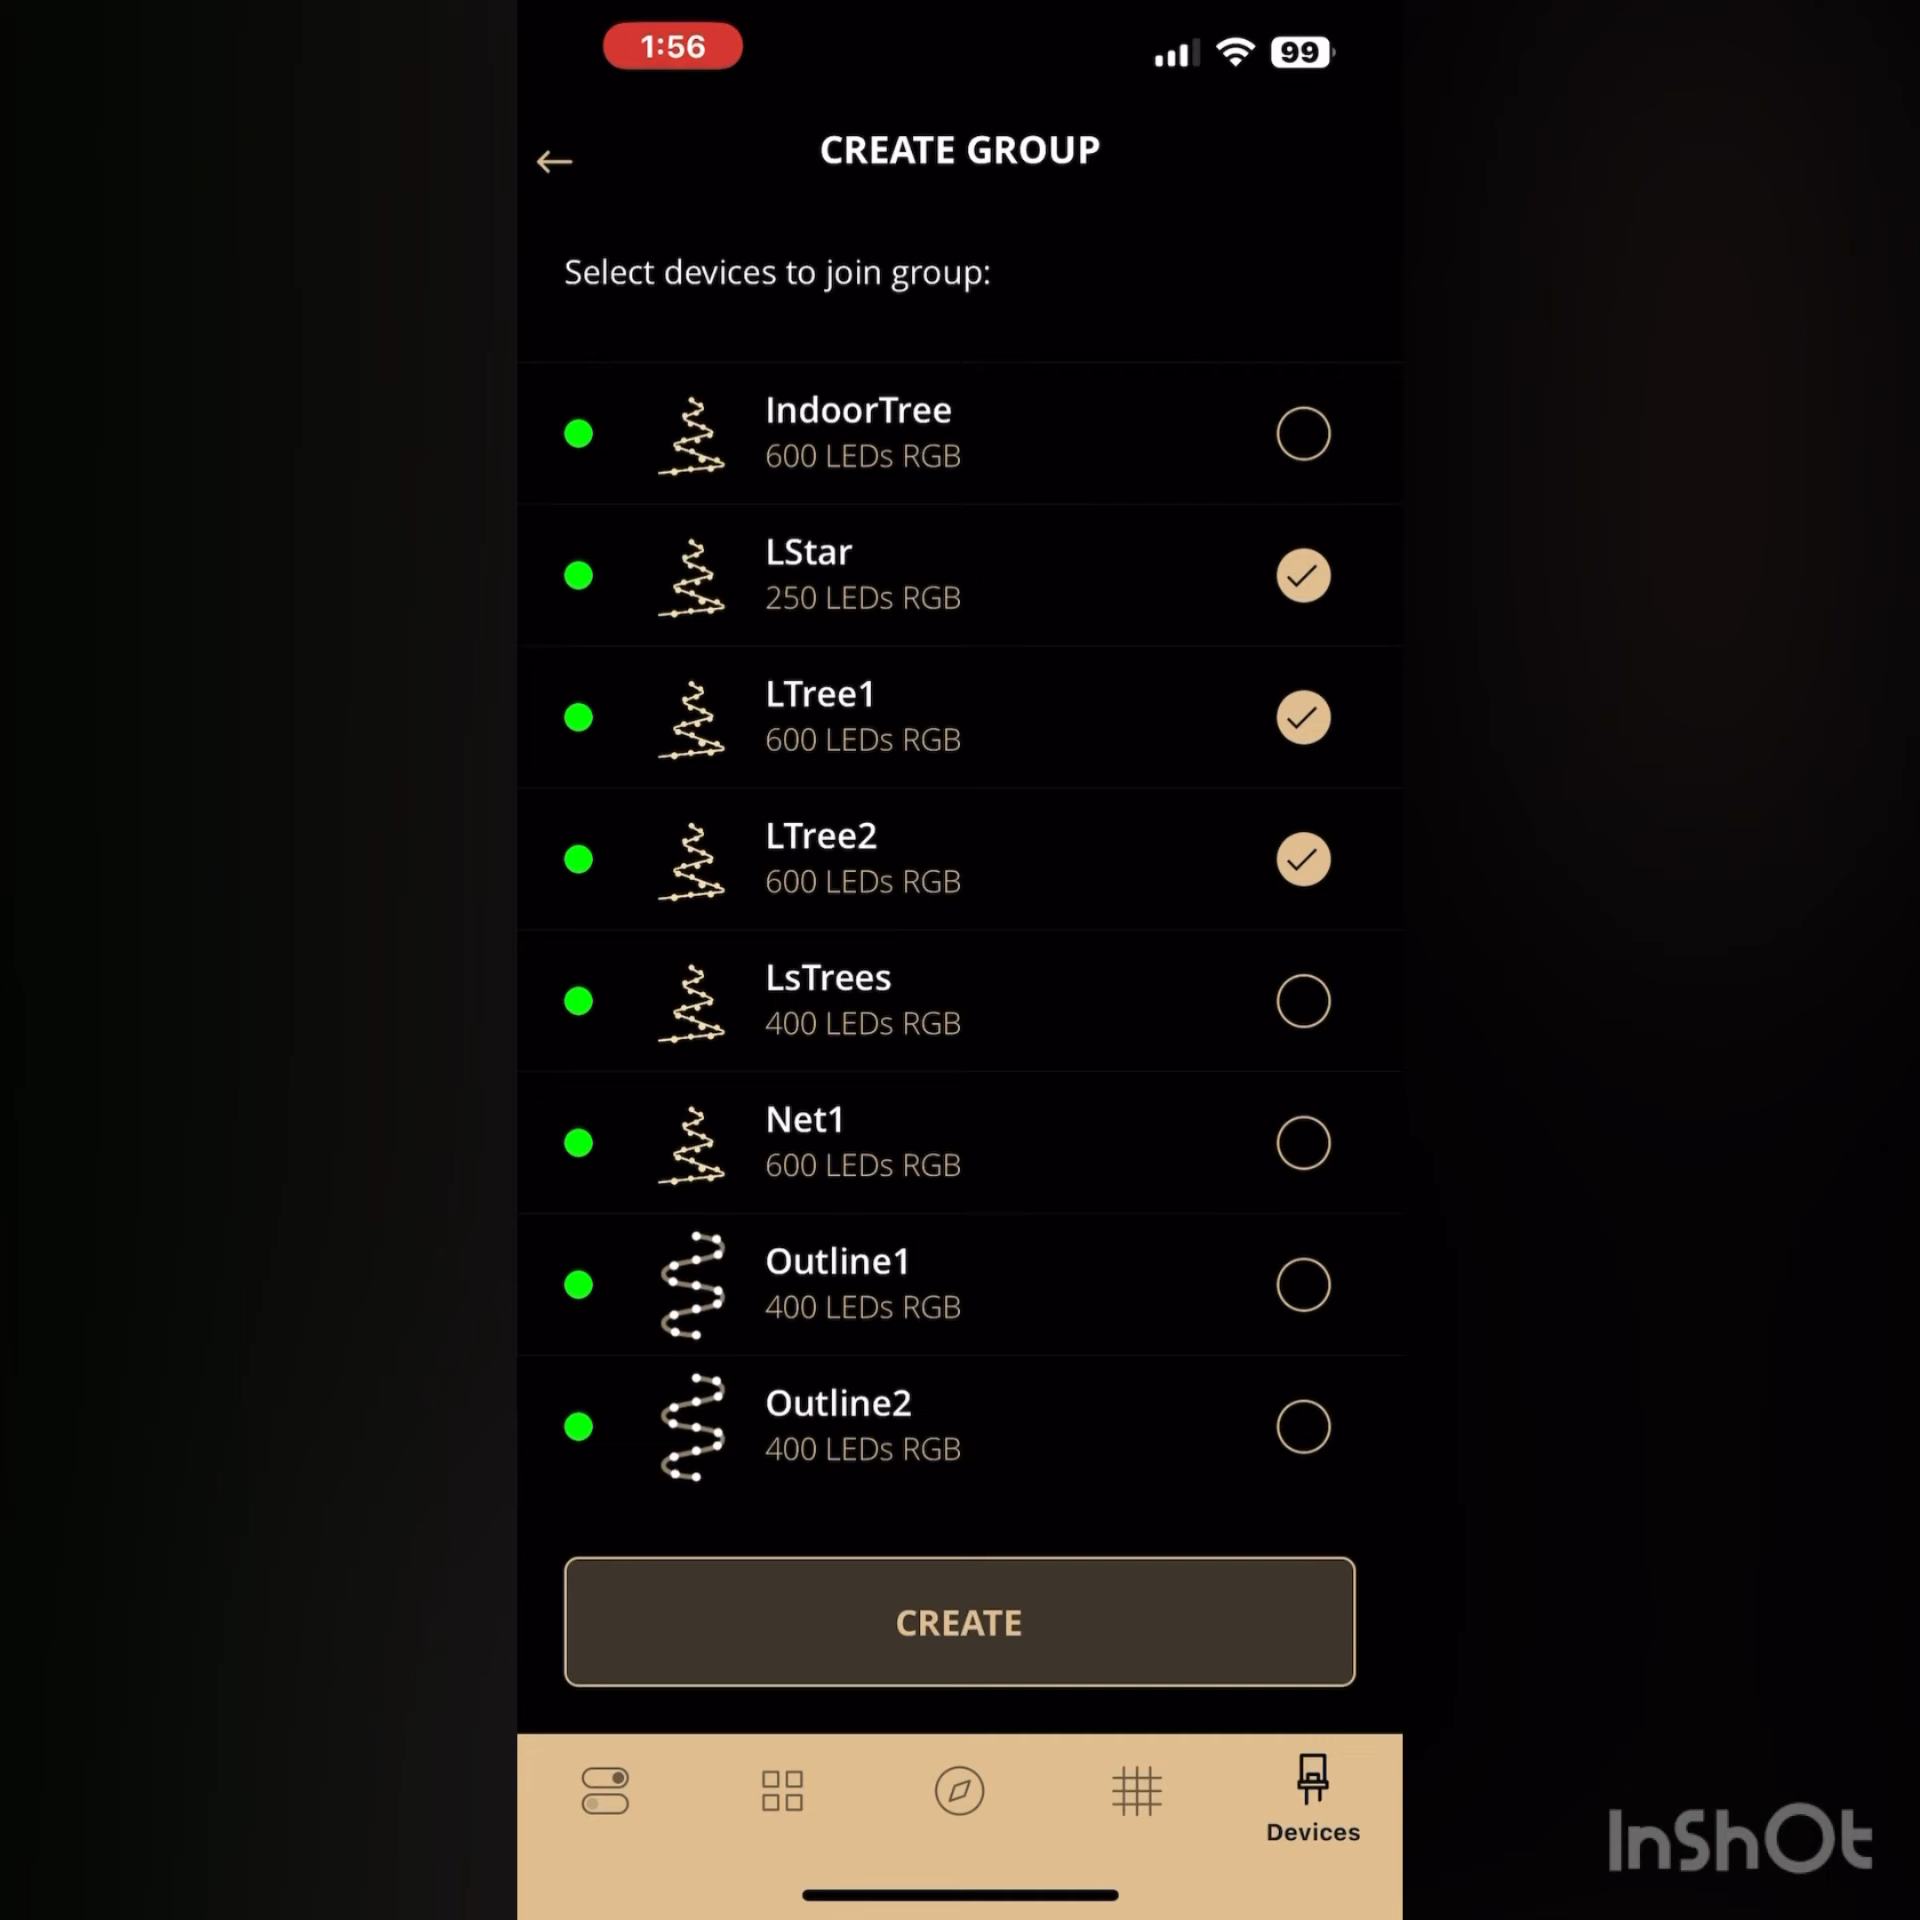 1:56
99
CREATE GROUP
Select devices to join group:
IndoorTree
600 LEDs RGB
LStar
250 LEDs RGB
LTree1
600 LEDs RGB
LTree2
600 LEDs RGB
LsTrees
400 LEDs RGB
Net1
600 LEDs RGB
Outline1
400 LEDs RGB
Outline2
400 LEDs RGB
CREATE
Devices
InShOt